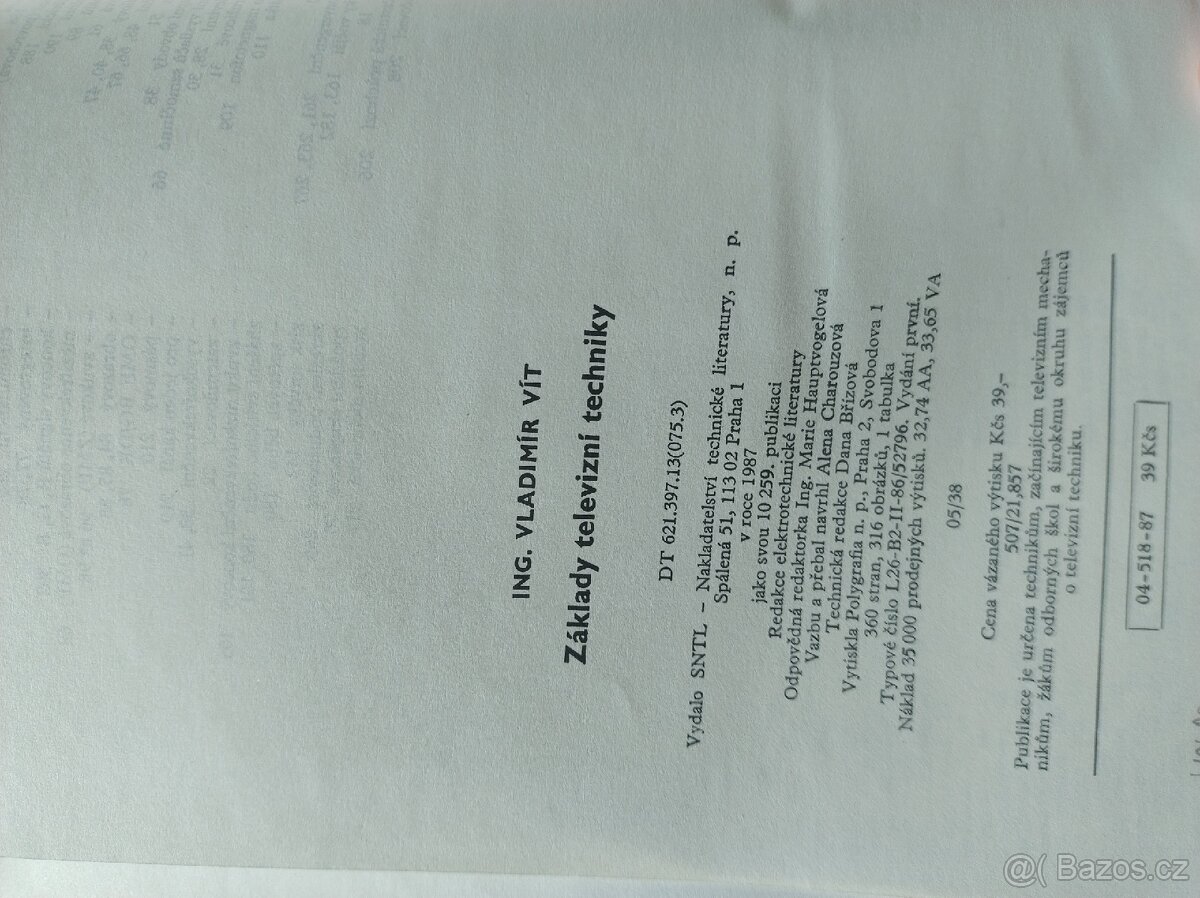 ING. VLADIMÍR VÍT
Základy televizní techniky
DT 621.397.13(075.3)
Vydalo SNTL – Nakladatelství technické literatury, n. p.
Spálená 51, 113 02 Praha 1
v roce 1987
jako svou 10 259. publikaci
Redakce elektrotechnické literatury
Odpovědná redaktorka Ing. Marie Hauptvogelová
Vazbu a přebal navrhl Alena Charouzová
Technická redakce Dana Břízová
Vytiskla Polygrafia n. p., Praha 2, Svobodova 1
360 stran, 316 obrázků, 1 tabulka
Typové číslo L26-B2-II-86/52796. Vydání první.
Náklad 35 000 prodejných výtisků. 32,74 AA, 33,65 VA
05/38
Cena vázaného výtisku Kčs 39,–
507/21,857
Publikace je určena technikům, začínajícím televizním mecha-
nikům, žákům odborných škol a širokému okruhu zájemců
o televizní techniku.
04-518-87 39 Kčs
@( Bazos.cz